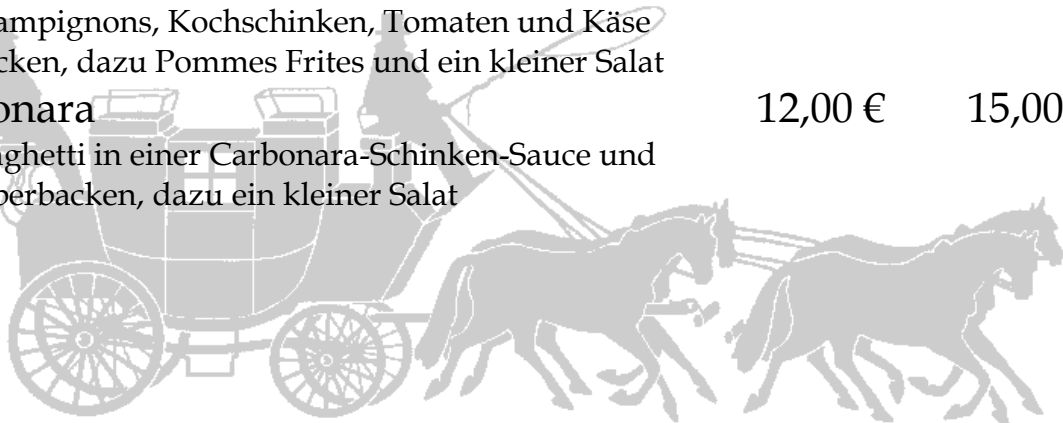 ampignons, Kochschinken, Tomaten und Käse
cken, dazu Pommes Frites und ein kleiner Salat
onara 12,00 € 15,00
aghetti in einer Carbonara-Schinken-Sauce und
berbacken, dazu ein kleiner Salat